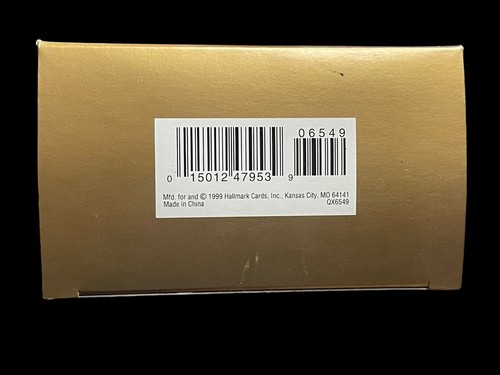 06549
0 15012 47953 9
Mfd. for and © 1999 Hallmark Cards, Inc., Kansas City, MO 64141
Made in China QX6549